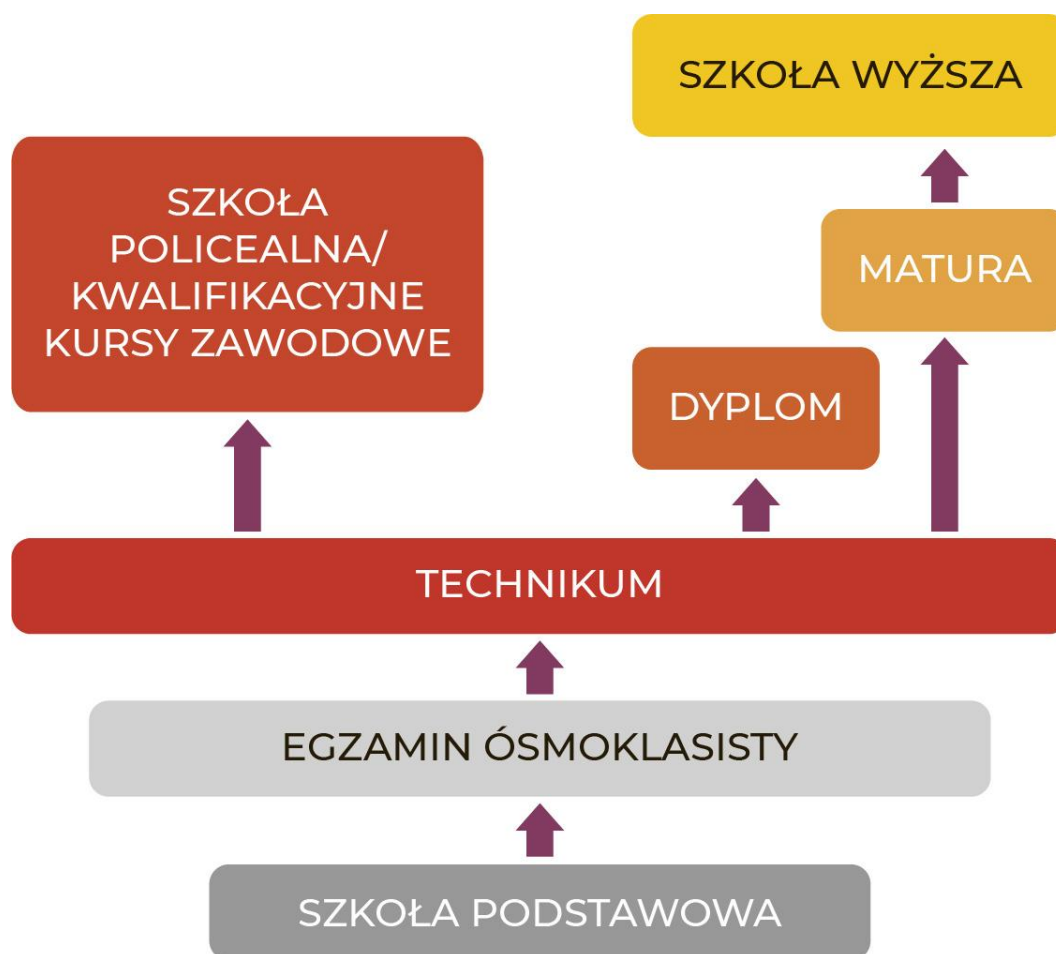 SZKOŁA WYŻSZA
SZKOŁA
POLICEALNA/
KWALIFIKACYJNE
KURSY ZAWODOWE
MATURA
DYPLOM
TECHNIKUM
EGZAMIN ÓSMOKLASISTY
SZKOŁA PODSTAWOWA